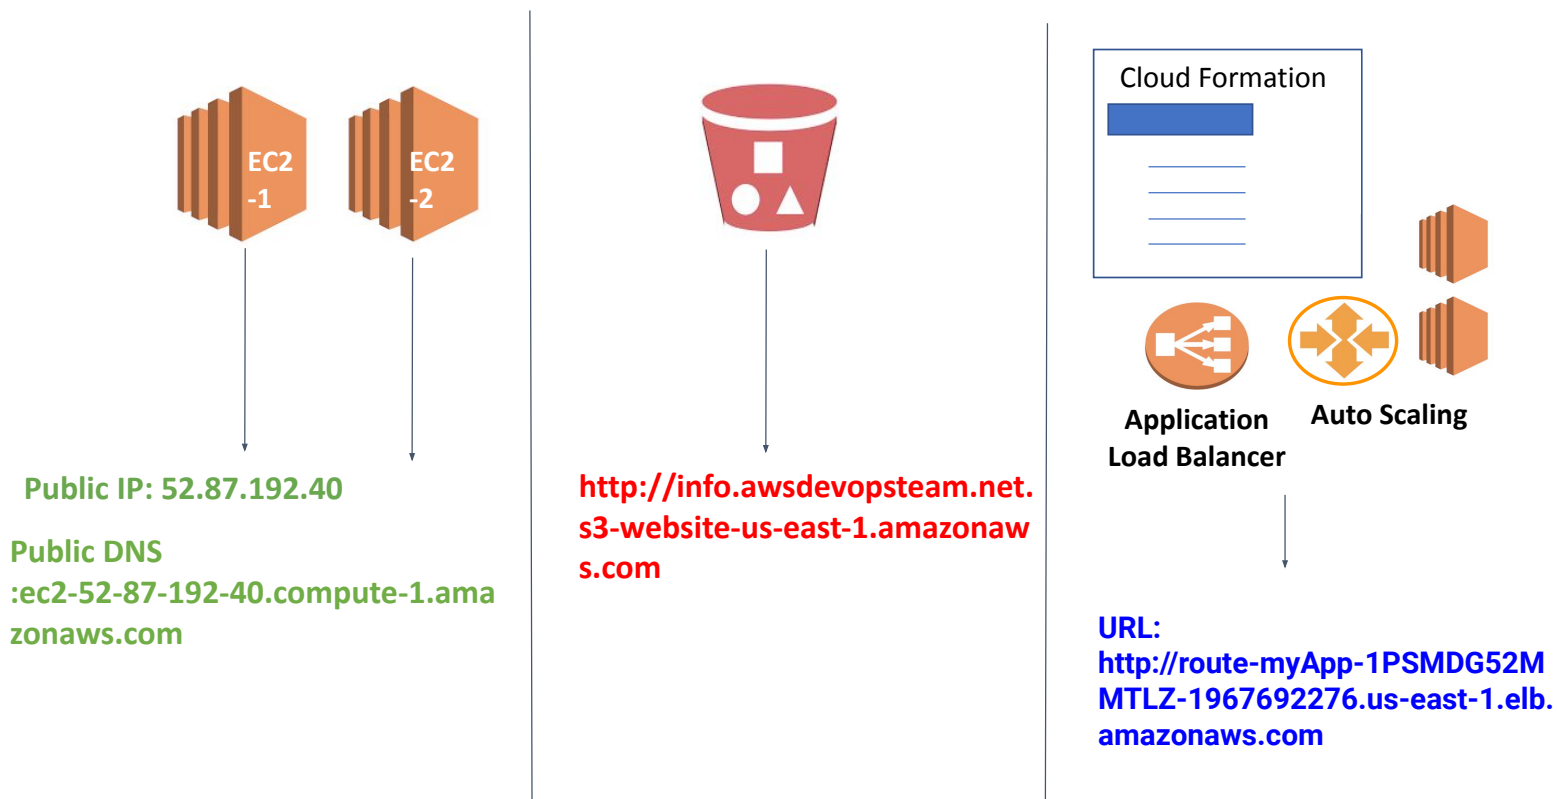 EC2
-1
EC2
-2
Public IP: 52.87.192.40
Public DNS
:ec2-52-87-192-40.compute-1.ama
zonaws.com
http://info.awsdevopsteam.net.
s3-website-us-east-1.amazonaw
s.com
Cloud Formation
Application
Load Balancer
Auto Scaling
URL:
http://route-myApp-1PSMDG52M
MTLZ-1967692276.us-east-1.elb.
amazonaws.com